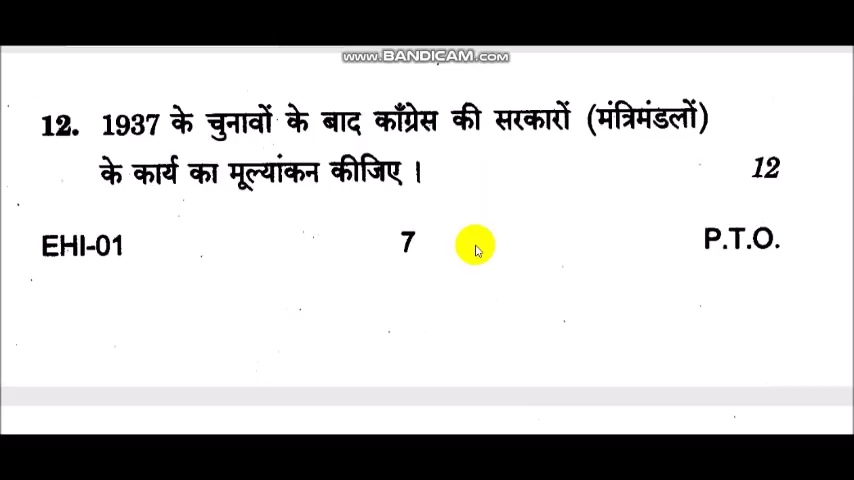 www.BANDICAM.com
12. 1937 के चुनावों के बाद काँग्रेस की सरकारों (मंत्रिमंडलों)
के कार्य का मूल्यांकन कीजिए । 12
EHI-01 7 P.T.O.